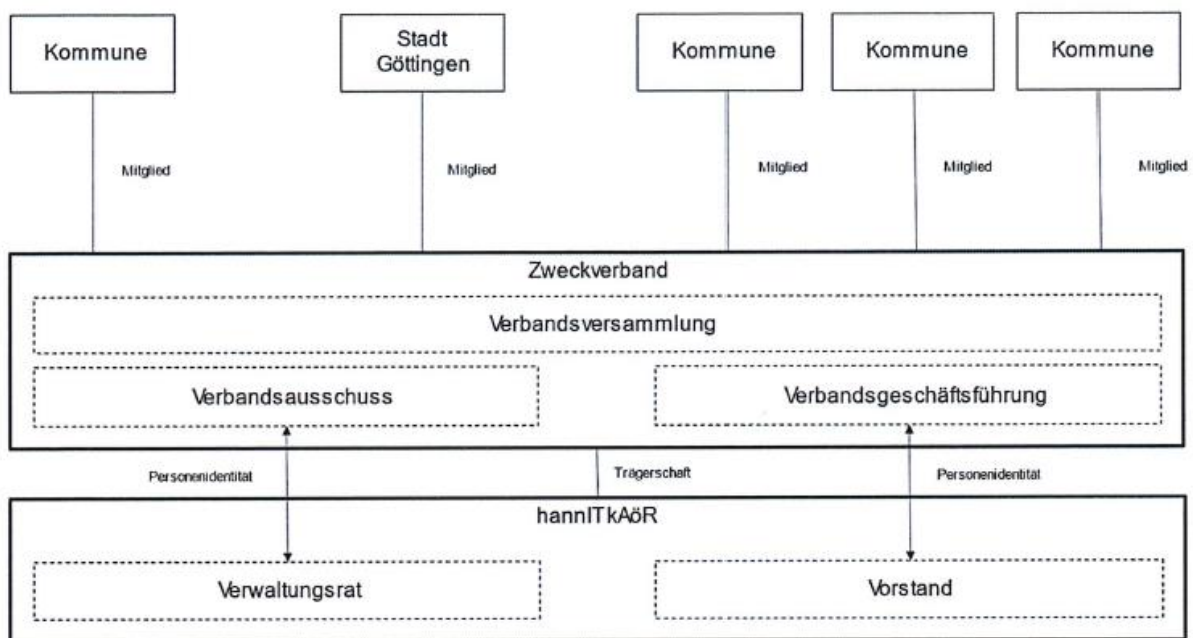 Kommune
Stadt
Göttingen
Kommune
Kommune
Kommune
Mitglied
Mitglied
Mitglied
Mitglied
Mitglied
Zweckverband
Verbandsversammlung
Verbandsausschuss
Verbandsgeschäftsführung
Personenidentität
Trägerschaft
Personenidentität
hannITkAöR
Verwaltungsrat
Vorstand